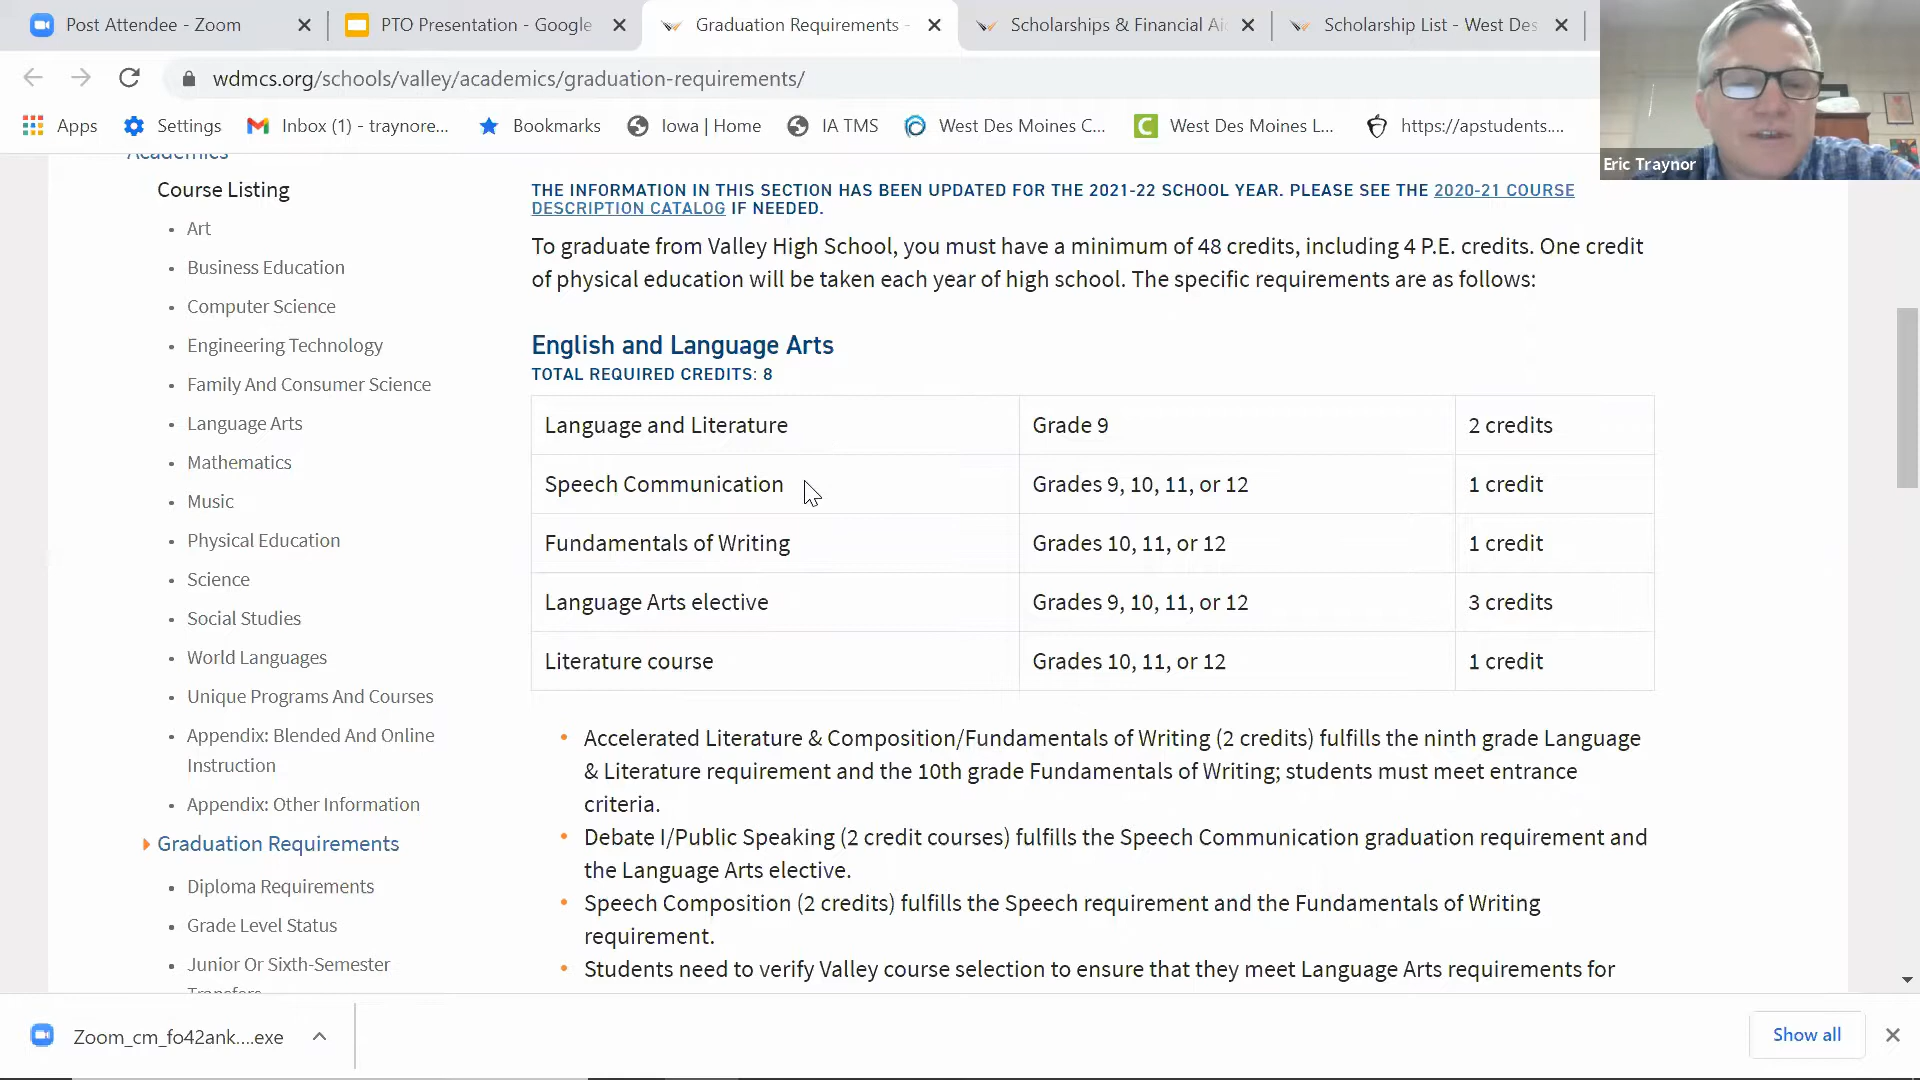 Post Attendee - Zoom
PTO Presentation - Google
Graduation Requirements -
Scholarships & Financial Ai
Scholarship List - West Des
wdmcs.org/schools/valley/academics/graduation-requirements/
Apps
Settings
Inbox (1) - traynore...
Bookmarks
Iowa | Home
IA TMS
West Des Moines C...
West Des Moines L...
https://apstudents....
Eric Traynor
Academics
Course Listing
• Art
• Business Education
• Computer Science
• Engineering Technology
• Family And Consumer Science
• Language Arts
• Mathematics
• Music
• Physical Education
• Science
• Social Studies
• World Languages
• Unique Programs And Courses
• Appendix: Blended And Online
Instruction
• Appendix: Other Information
Graduation Requirements
• Diploma Requirements
• Grade Level Status
• Junior Or Sixth-Semester
Transfers
THE INFORMATION IN THIS SECTION HAS BEEN UPDATED FOR THE 2021-22 SCHOOL YEAR. PLEASE SEE THE 2020-21 COURSE
DESCRIPTION CATALOG IF NEEDED.
To graduate from Valley High School, you must have a minimum of 48 credits, including 4 P.E. credits. One credit
of physical education will be taken each year of high school. The specific requirements are as follows:
English and Language Arts
TOTAL REQUIRED CREDITS: 8
Language and Literature Grade 9 2 credits
Speech Communication Grades 9, 10, 11, or 12 1 credit
Fundamentals of Writing Grades 10, 11, or 12 1 credit
Language Arts elective Grades 9, 10, 11, or 12 3 credits
Literature course Grades 10, 11, or 12 1 credit
• Accelerated Literature & Composition/Fundamentals of Writing (2 credits) fulfills the ninth grade Language
& Literature requirement and the 10th grade Fundamentals of Writing; students must meet entrance
criteria.
• Debate I/Public Speaking (2 credit courses) fulfills the Speech Communication graduation requirement and
the Language Arts elective.
• Speech Composition (2 credits) fulfills the Speech requirement and the Fundamentals of Writing
requirement.
• Students need to verify Valley course selection to ensure that they meet Language Arts requirements for
Zoom_cm_fo42ank....exe
Show all